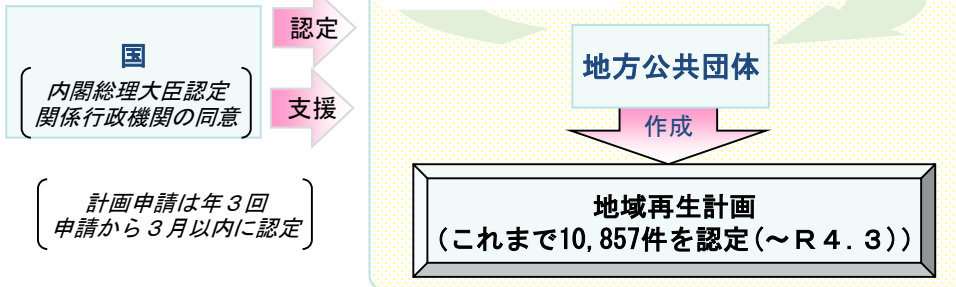 国
内閣総理大臣認定
関係行政機関の同意
認定
支援
計画申請は年３回
申請から３月以内に認定
地方公共団体
作成
地域再生計画
（これまで10,857件を認定（～Ｒ４．３））